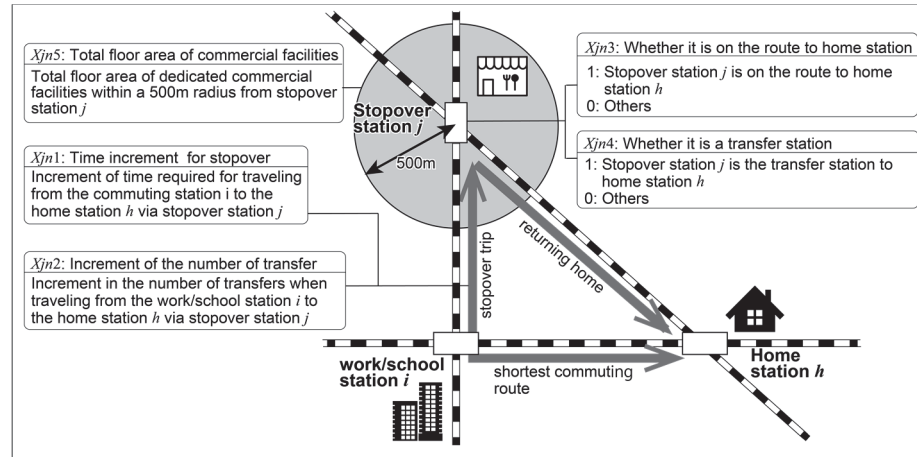 Xjn5: Total floor area of commercial facilities
Total floor area of dedicated commercial
facilities within a 500m radius from stopover
station j
Xjn1: Time increment for stopover
Increment of time required for traveling
from the commuting station i to the
home station h via stopover station j
Xjn2: Increment of the number of transfer
Increment in the number of transfers when
traveling from the work/school station i to
the home station h via stopover station j
Stopover
station j
500m
Xjn3: Whether it is on the route to home station
1: Stopover station j is on the route to home
station h
0: Others
Xjn4: Whether it is a transfer station
1: Stopover station j is the transfer station to
home station h
0: Others
stopover trip
returning home
work/school
station i
shortest commuting
route
Home
station h